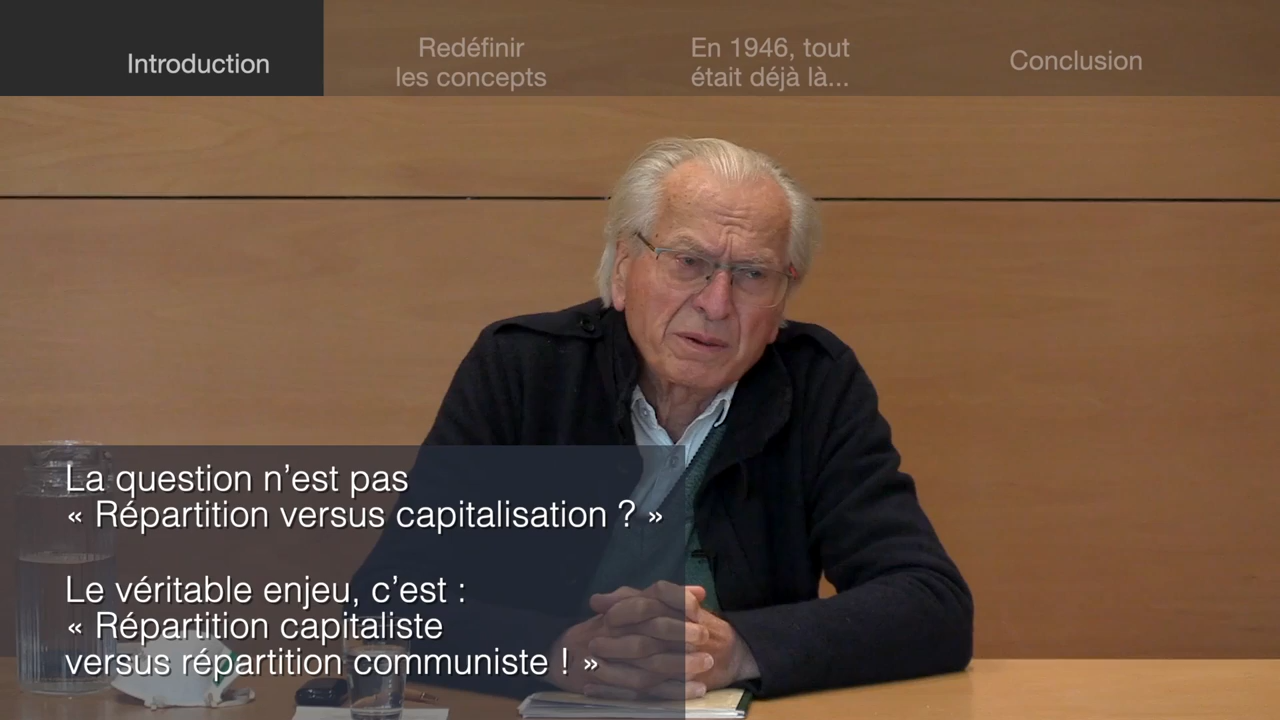 Introduction
Redéfinir
les concepts
En 1946, tout
était déjà là...
Conclusion
La question n’est pas
« Répartition versus capitalisation ? »
Le véritable enjeu, c’est :
« Répartition capitaliste
versus répartition communiste ! »